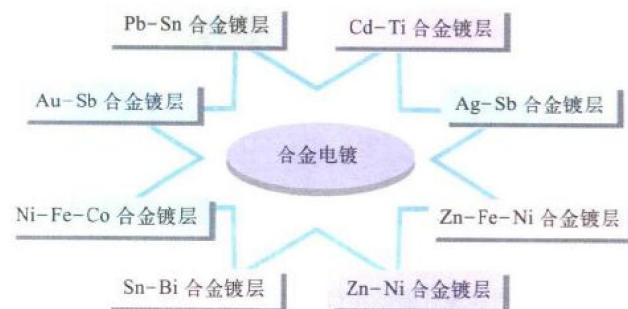 Pb-Sn 合金镀层
Cd-Ti 合金镀层
Au-Sb 合金镀层
Ag-Sb 合金镀层
合金电镀
Ni-Fe-Co 合金镀层
Zn-Fe-Ni 合金镀层
Sn-Bi 合金镀层
Zn-Ni 合金镀层